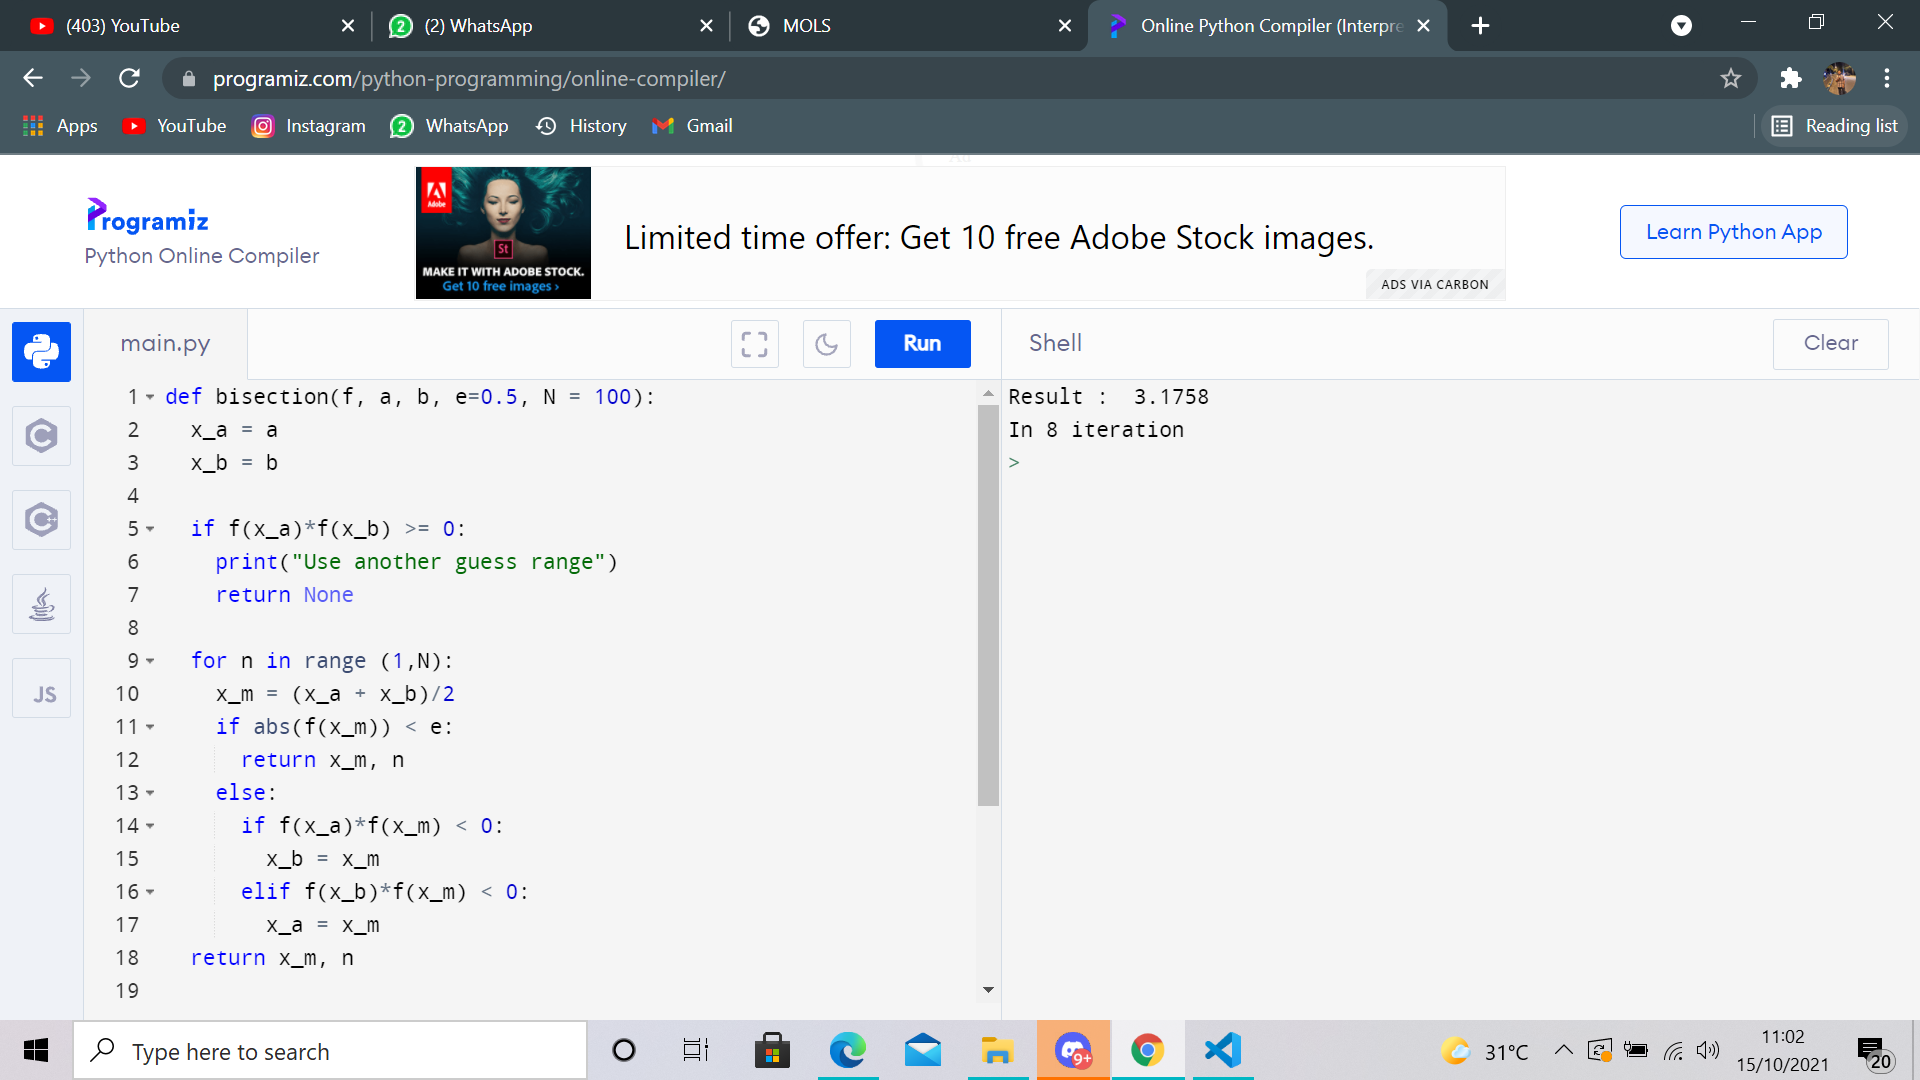 (403) YouTube
(2) WhatsApp
MOLS
Online Python Compiler (Interpre
programiz.com/python-programming/online-compiler/
Apps
YouTube
Instagram
2
WhatsApp
History
Gmail
Reading list
Ad
Programiz
Python Online Compiler
Adobe
St
MAKE IT WITH ADOBE STOCK.
Get 10 free images ›
Limited time offer: Get 10 free Adobe Stock images.
ADS VIA CARBON
Learn Python App
main.py
Run
Shell
Clear
1 def bisection(f, a, b, e=0.5, N = 100):
2 x_a = a
3 x_b = b
4
5 if f(x_a)*f(x_b) >= 0:
6 print("Use another guess range")
7 return None
8
9 for n in range (1,N):
10 x_m = (x_a + x_b)/2
11 if abs(f(x_m)) < e:
12 return x_m, n
13 else:
14 if f(x_a)*f(x_m) < 0:
15 x_b = x_m
16 elif f(x_b)*f(x_m) < 0:
17 x_a = x_m
18 return x_m, n
19
Result :  3.1758
In 8 iteration
>
C
C++
JS
Type here to search
9+
31°C
11:02
15/10/2021
20